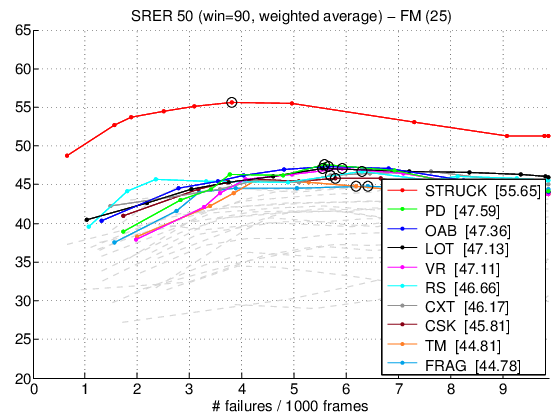 SRER 50 (win=90, weighted average) – FM (25)
65
60
55
50
45
40
35
30
25
20
0 1 2 3 4 5 6 7 8 9
# failures / 1000 frames
STRUCK [55.65]
PD [47.59]
OAB [47.36]
LOT [47.13]
VR [47.11]
RS [46.66]
CXT [46.17]
CSK [45.81]
TM [44.81]
FRAG [44.78]